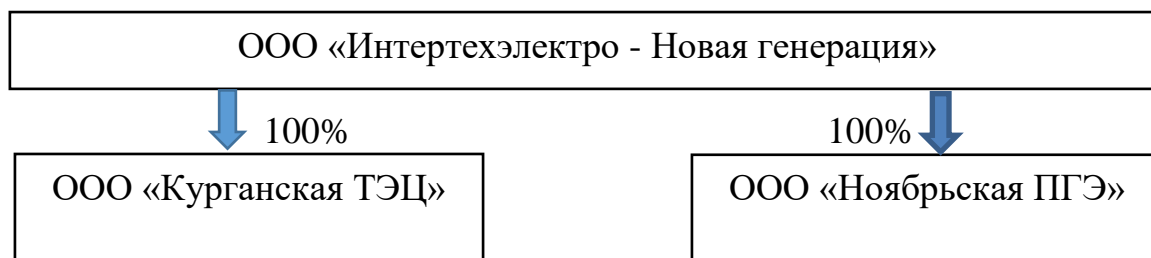 ООО «Интертехэлектро - Новая генерация»
100%
100%
ООО «Курганская ТЭЦ»
ООО «Ноябрьская ПГЭ»